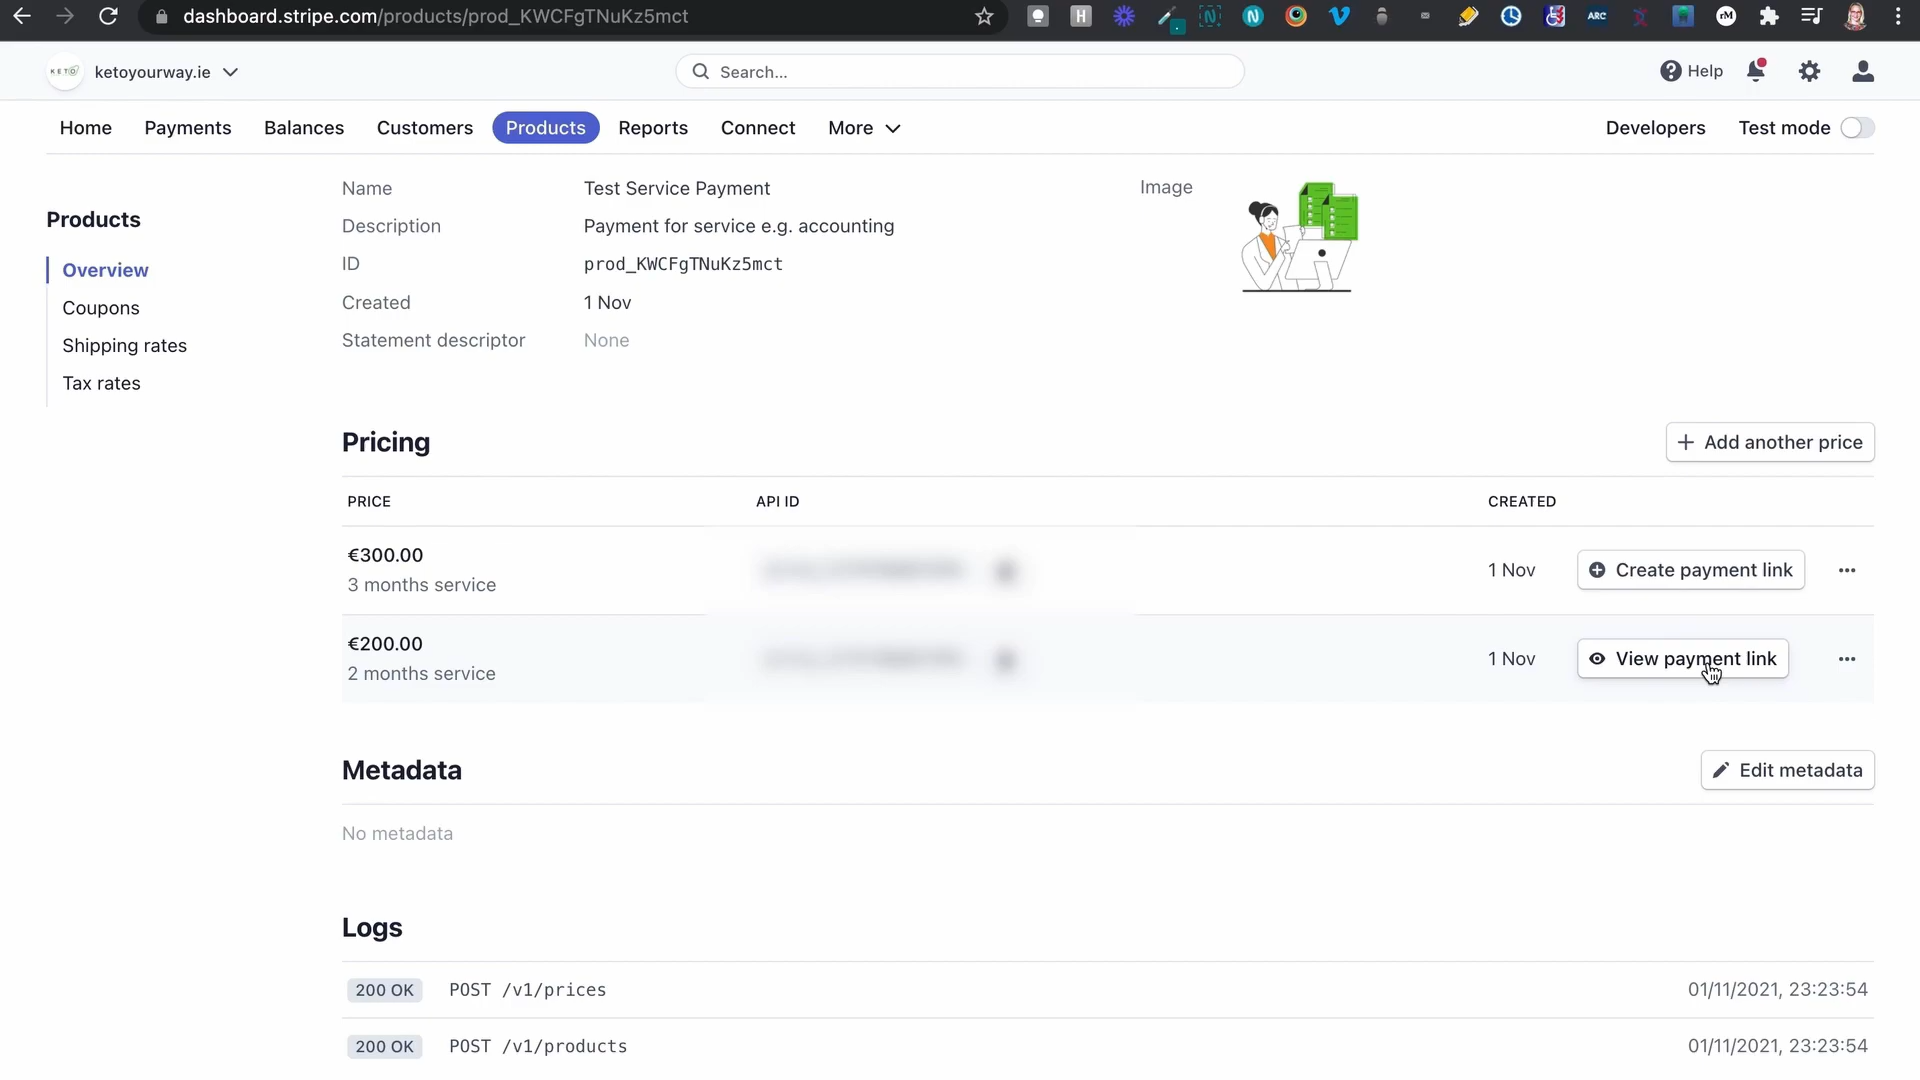 dashboard.stripe.com/products/prod_KWCFgTNuKz5mct
H
N
N
ARC
rM
KETO
ketoyourway.ie
Search...
Help
Home
Payments
Balances
Customers
Products
Reports
Connect
More
Developers
Test mode
Products
Overview
Coupons
Shipping rates
Tax rates
Name
Test Service Payment
Description
Payment for service e.g. accounting
ID
prod_KWCFgTNuKz5mct
Created
1 Nov
Statement descriptor
None
Image
Pricing
Add another price
PRICE
API ID
CREATED
€300.00
3 months service
1 Nov
Create payment link
€200.00
2 months service
1 Nov
View payment link
Metadata
Edit metadata
No metadata
Logs
200 OK
POST /v1/prices
01/11/2021, 23:23:54
200 OK
POST /v1/products
01/11/2021, 23:23:54